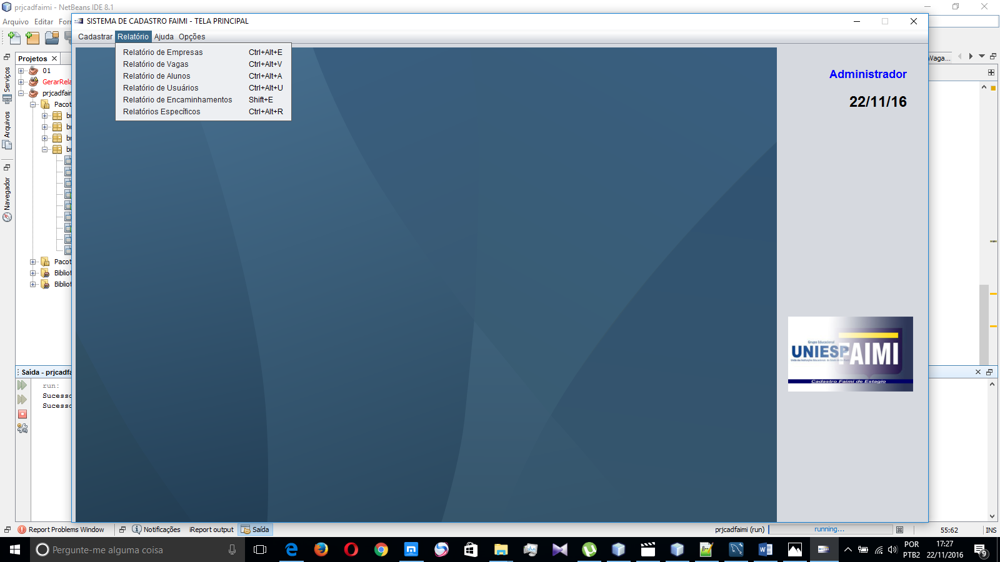 prjcadfaimi - NetBeans IDE 8.1
Arquivo Editar For
SISTEMA DE CADASTRO FAIMI - TELA PRINCIPAL
Cadastrar Relatório Ajuda Opções
Relatório de Empresas Ctrl+Alt+E
Relatório de Vagas Ctrl+Alt+V
Relatório de Alunos Ctrl+Alt+A
Relatório de Usuários Ctrl+Alt+U
Relatório de Encaminhamentos Shift+E
Relatórios Específicos Ctrl+Alt+R
Serviços
Arquivos
Navegador
Projetos
01
GerarRela
prjcadfaim
Pacot
br
br
br
br
Pacot
Bibliot
Bibliot
Vaga...
Administrador
22/11/16
Grupo Educacional
UNIESP FAIMI
Cadastro Faimi de Estagio
Saída - prjcadfa
run:
Sucesso
Sucesso
Report Problems Window Notificações iReport output Saída
prjcadfaimi (run) running... 55:62 INS
Pergunte-me alguma coisa
POR
PTB2
17:27
22/11/2016
9